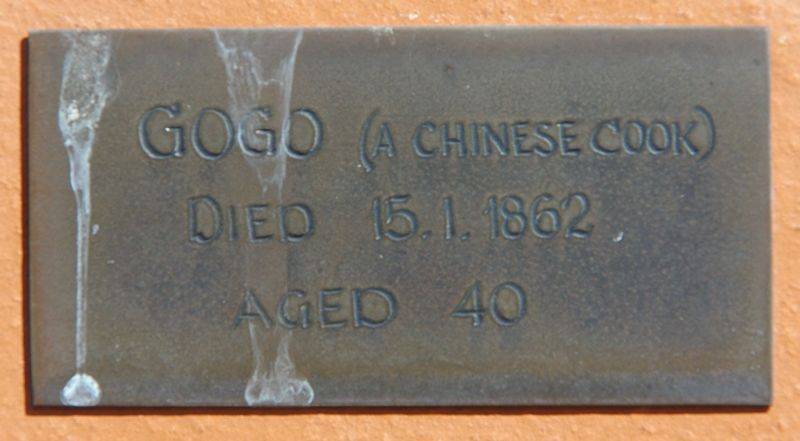 GOGO (A CHINESE COOK)
DIED 15.1.1862
AGED 40